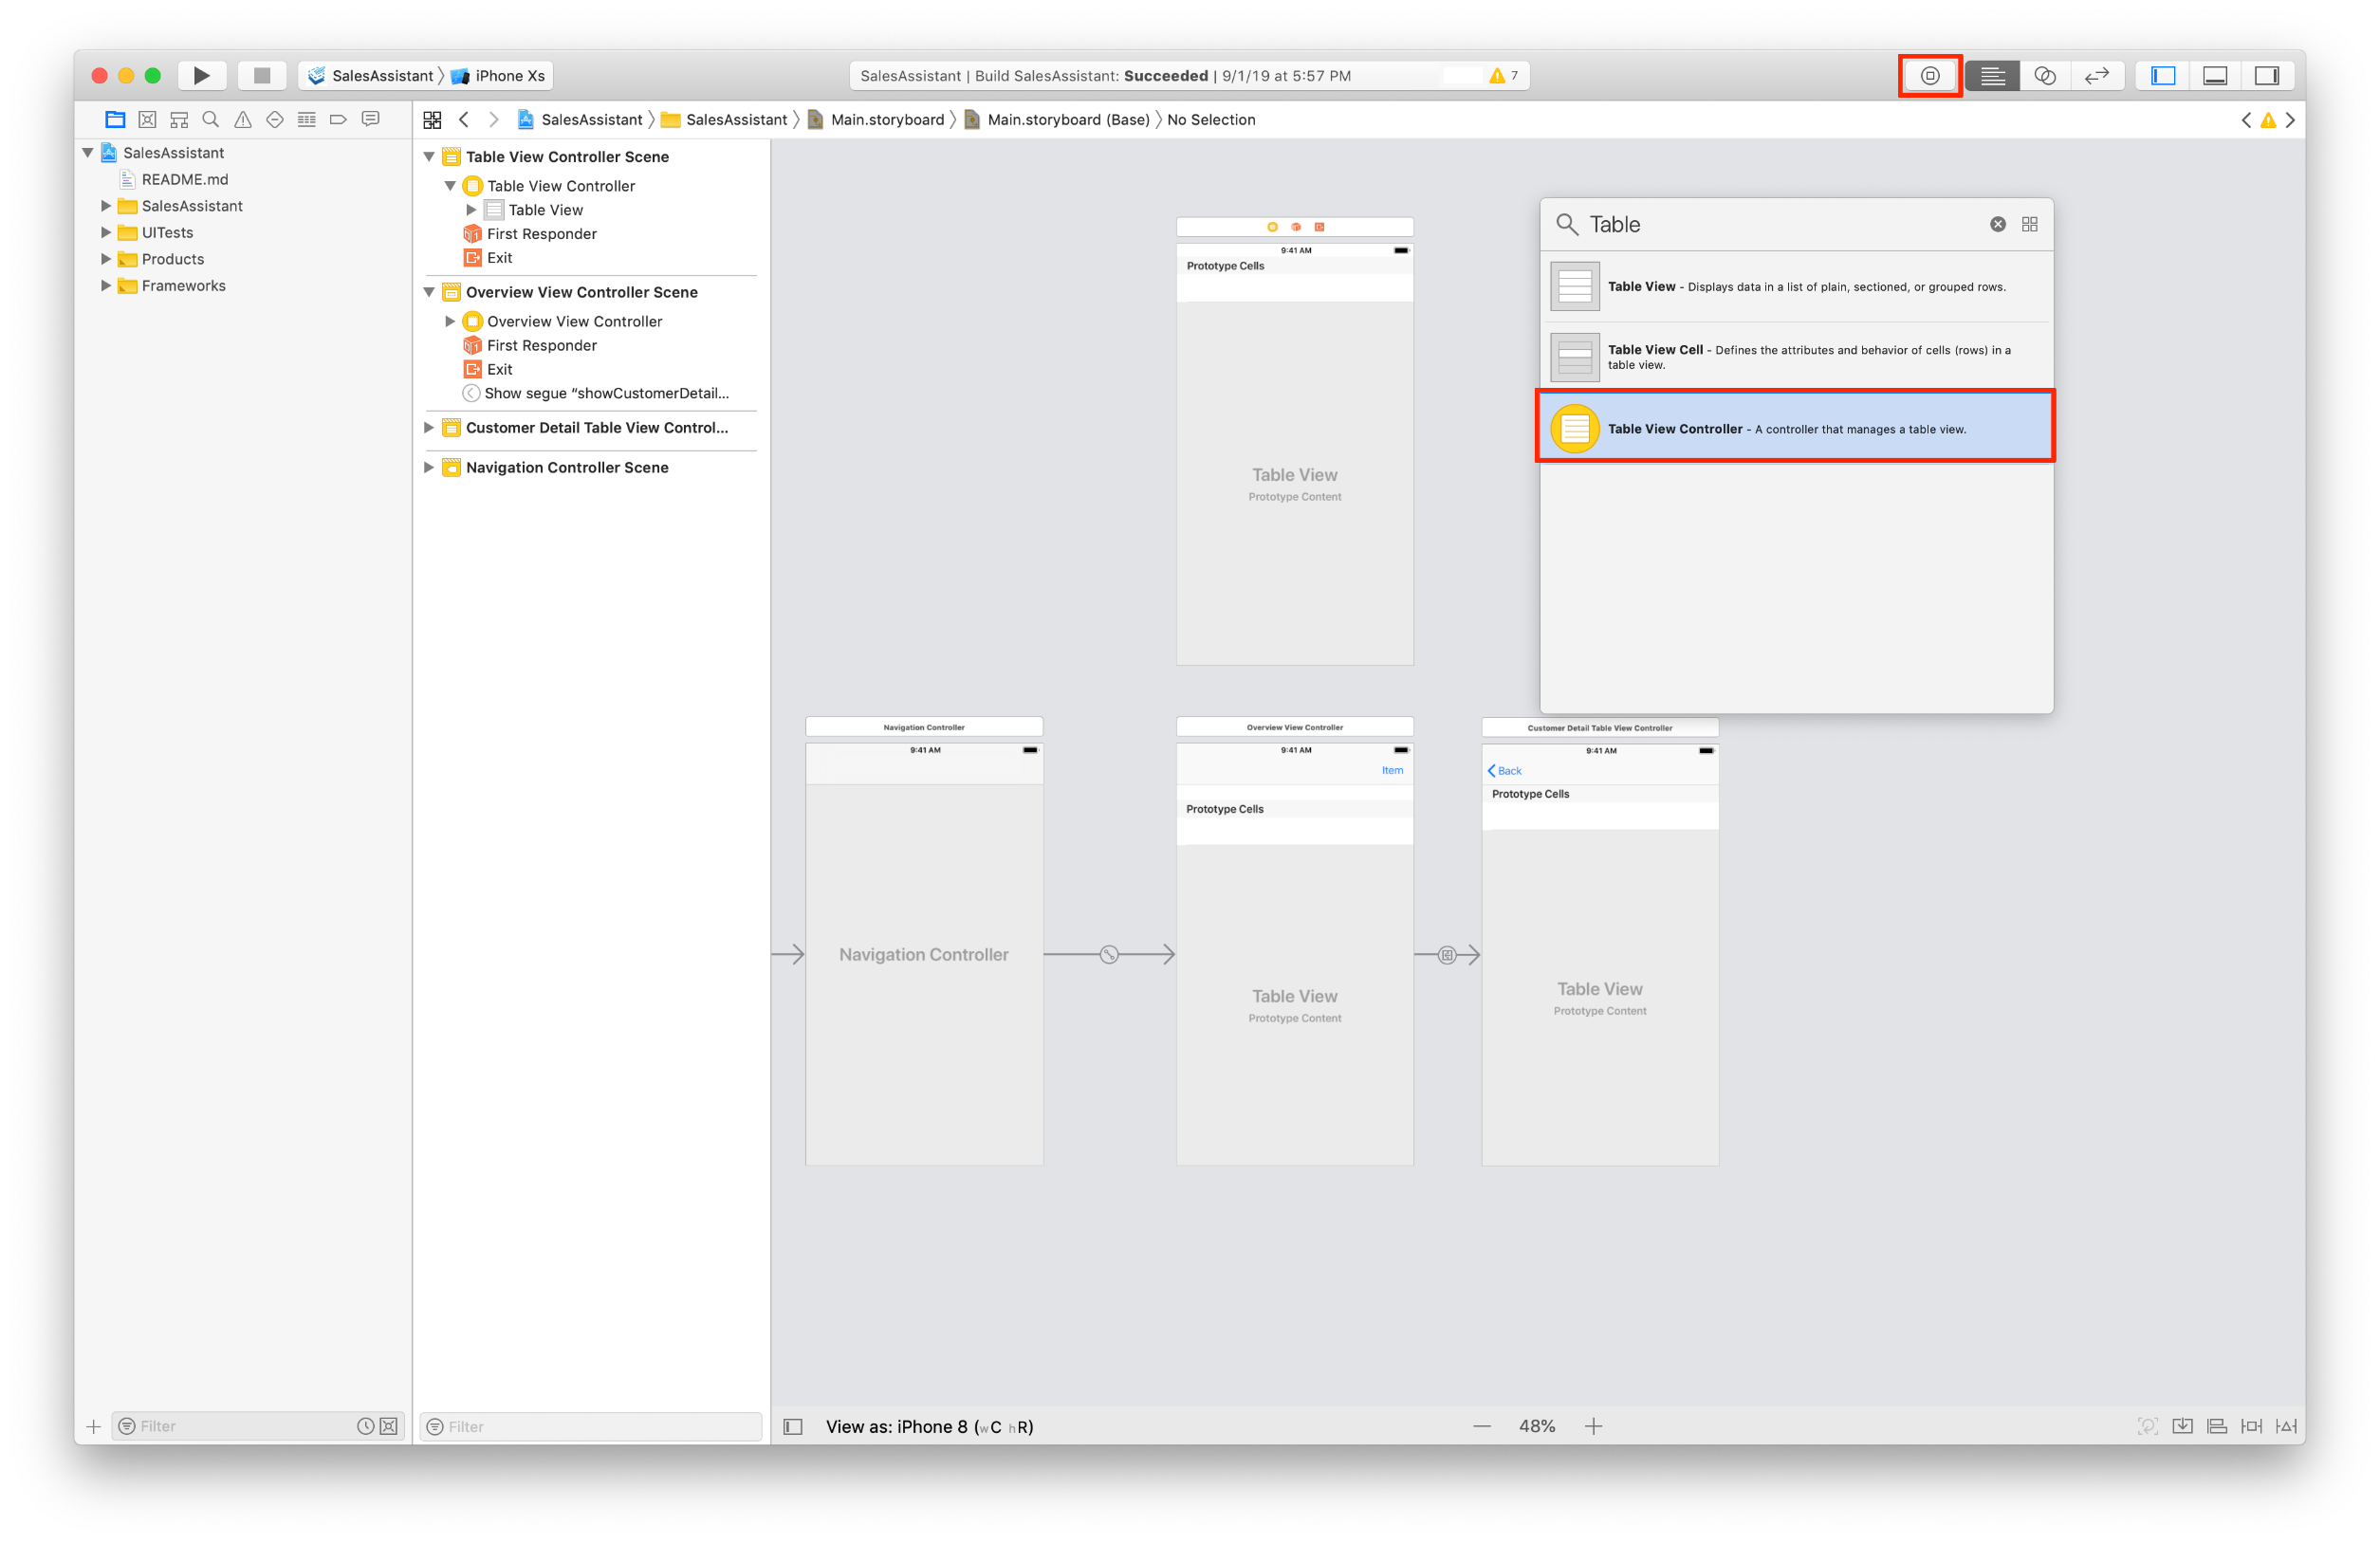 SalesAssistant 〉 iPhone Xs
SalesAssistant | Build SalesAssistant: Succeeded | 9/1/19 at 5:57 PM
7
SalesAssistant 〉 SalesAssistant 〉 Main.storyboard 〉 Main.storyboard (Base) 〉 No Selection
SalesAssistant
README.md
SalesAssistant
UITests
Products
Frameworks
Filter
Table View Controller Scene
Table View Controller
Table View
First Responder
Exit
Overview View Controller Scene
Overview View Controller
First Responder
Exit
Show segue “showCustomerDetail...
Customer Detail Table View Control...
Navigation Controller Scene
Filter
9:41 AM
Prototype Cells
Table View
Prototype Content
Table
Table View - Displays data in a list of plain, sectioned, or grouped rows.
Table View Cell - Defines the attributes and behavior of cells (rows) in a
table view.
Table View Controller - A controller that manages a table view.
Navigation Controller
9:41 AM
Navigation Controller
Overview View Controller
9:41 AM
Item
Prototype Cells
Table View
Prototype Content
Customer Detail Table View Controller
9:41 AM
Back
Prototype Cells
Table View
Prototype Content
View as: iPhone 8 (wC hR)
48%